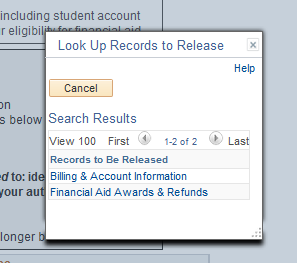 including student account
r eligibility for financial aid
Look Up Records to Release
Help
Cancel
on
s below
Search Results
View 100 First 1-2 of 2 Last
Records to Be Released
Billing & Account Information
Financial Aid Awards & Refunds
ed to: ide
your aut
longer b